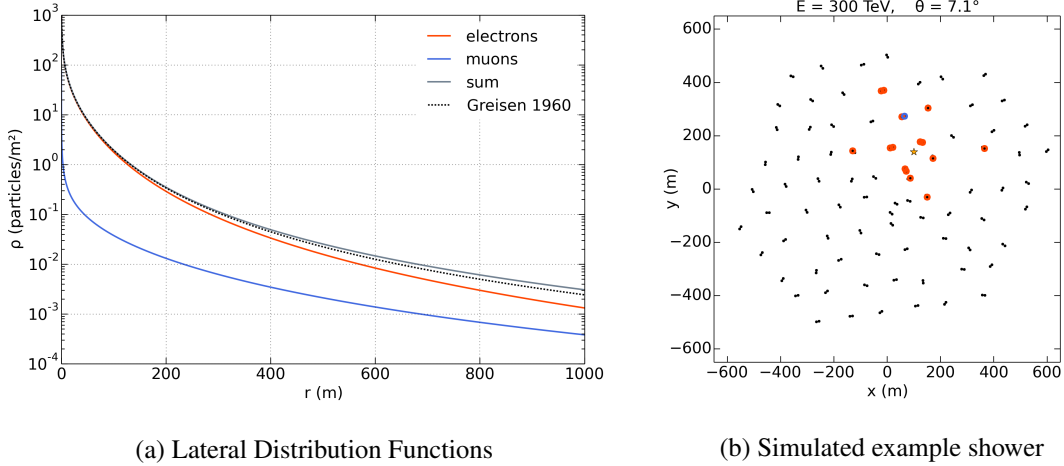 10³
10²
10¹
10⁰
10⁻¹
10⁻²
10⁻³
10⁻⁴
ρ (particles/m²)
0 200 400 600 800 1000
r (m)
electrons
muons
sum
Greisen 1960
(a) Lateral Distribution Functions
E = 300 TeV, θ = 7.1°
600
400
200
0
−200
−400
−600
y (m)
−600 −400 −200 0 200 400 600
x (m)
(b) Simulated example shower